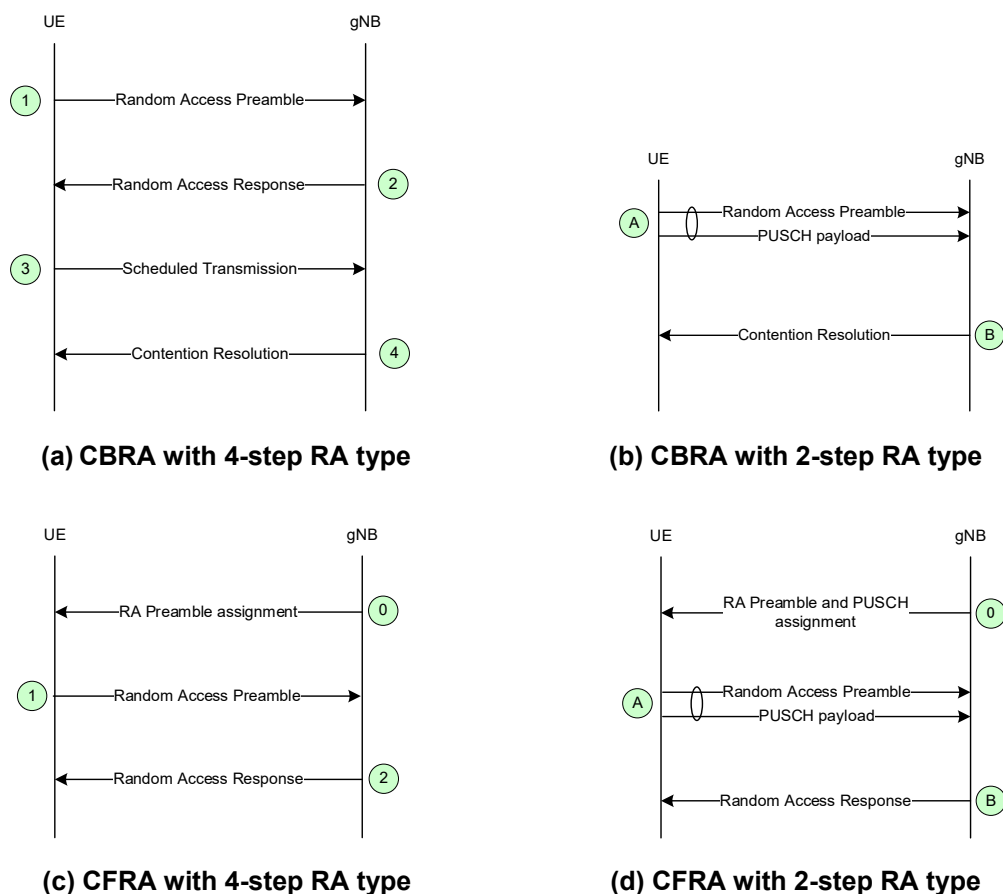 UE
gNB
1
Random Access Preamble
Random Access Response
2
3
Scheduled Transmission
Contention Resolution
4
(a) CBRA with 4-step RA type
UE
gNB
A
Random Access Preamble
PUSCH payload
Contention Resolution
B
(b) CBRA with 2-step RA type
UE
gNB
RA Preamble assignment
0
1
Random Access Preamble
Random Access Response
2
(c) CFRA with 4-step RA type
UE
gNB
RA Preamble and PUSCH
assignment
0
A
Random Access Preamble
PUSCH payload
Random Access Response
B
(d) CFRA with 2-step RA type